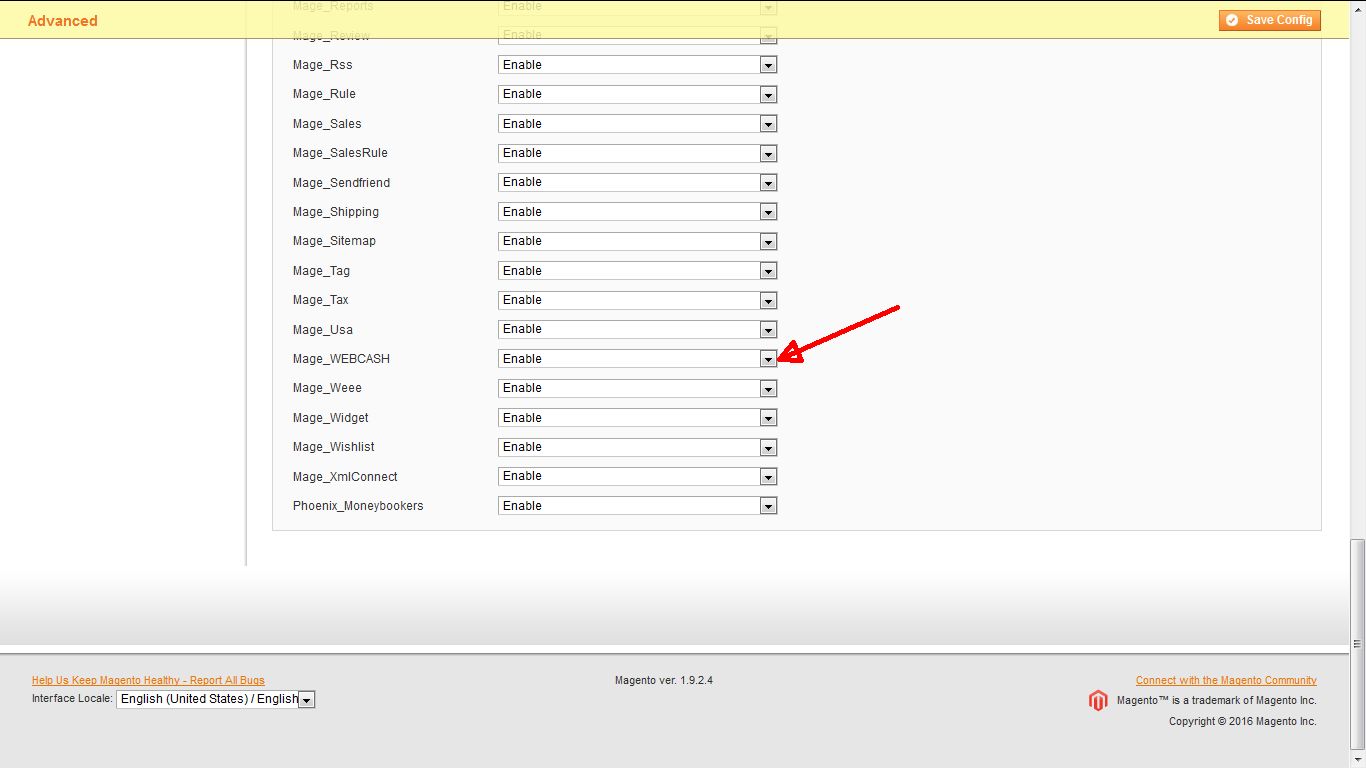 Mage_Reports Enable
Advanced Save Config
Mage_Review Enable
Mage_Rss Enable
Mage_Rule Enable
Mage_Sales Enable
Mage_SalesRule Enable
Mage_Sendfriend Enable
Mage_Shipping Enable
Mage_Sitemap Enable
Mage_Tag Enable
Mage_Tax Enable
Mage_Usa Enable
Mage_WEBCASH Enable
Mage_Weee Enable
Mage_Widget Enable
Mage_Wishlist Enable
Mage_XmlConnect Enable
Phoenix_Moneybookers Enable
Help Us Keep Magento Healthy - Report All Bugs Magento ver. 1.9.2.4 Connect with the Magento Community
Interface Locale: English (United States) / English Magento™ is a trademark of Magento Inc.
Copyright © 2016 Magento Inc.